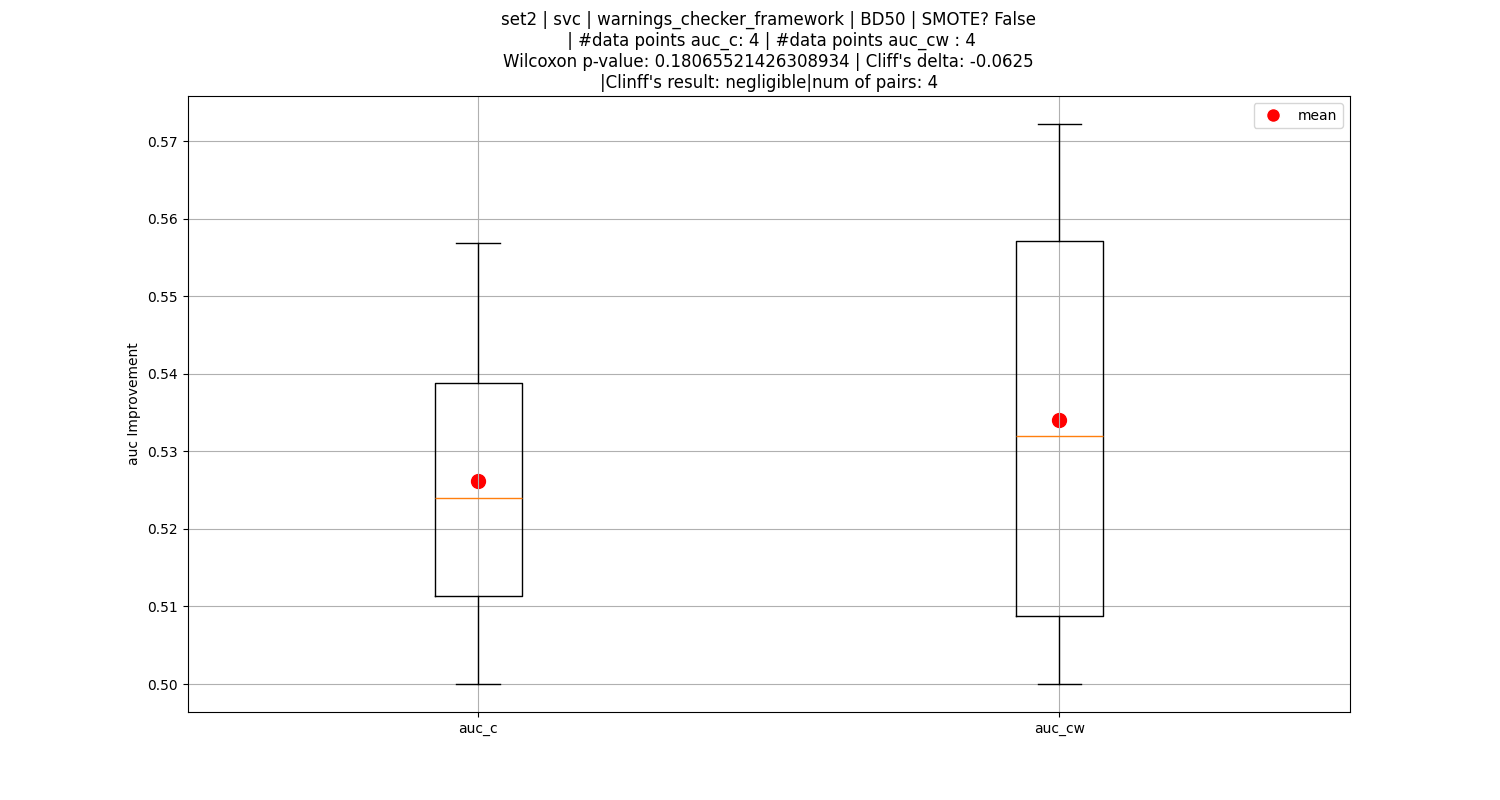 set2 | svc | warnings_checker_framework | BD50 | SMOTE? False
| #data points auc_c: 4 | #data points auc_cw : 4
Wilcoxon p-value: 0.18065521426308934 | Cliff's delta: -0.0625
|Clinff's result: negligible|num of pairs: 4
mean
0.57
0.56
0.55
0.54
0.53
0.52
0.51
0.50
auc Improvement
auc_c
auc_cw